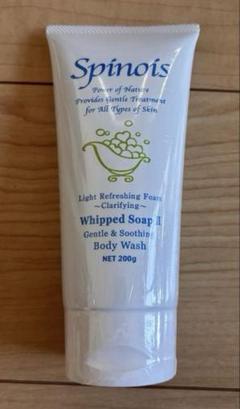 Spinois
Power of Nature
Provides Gentle Treatment
for All Types of Skin
Light Refreshing Foam
~Clarifying~
Whipped Soap II
Gentle & Soothing
Body Wash
NET 200g